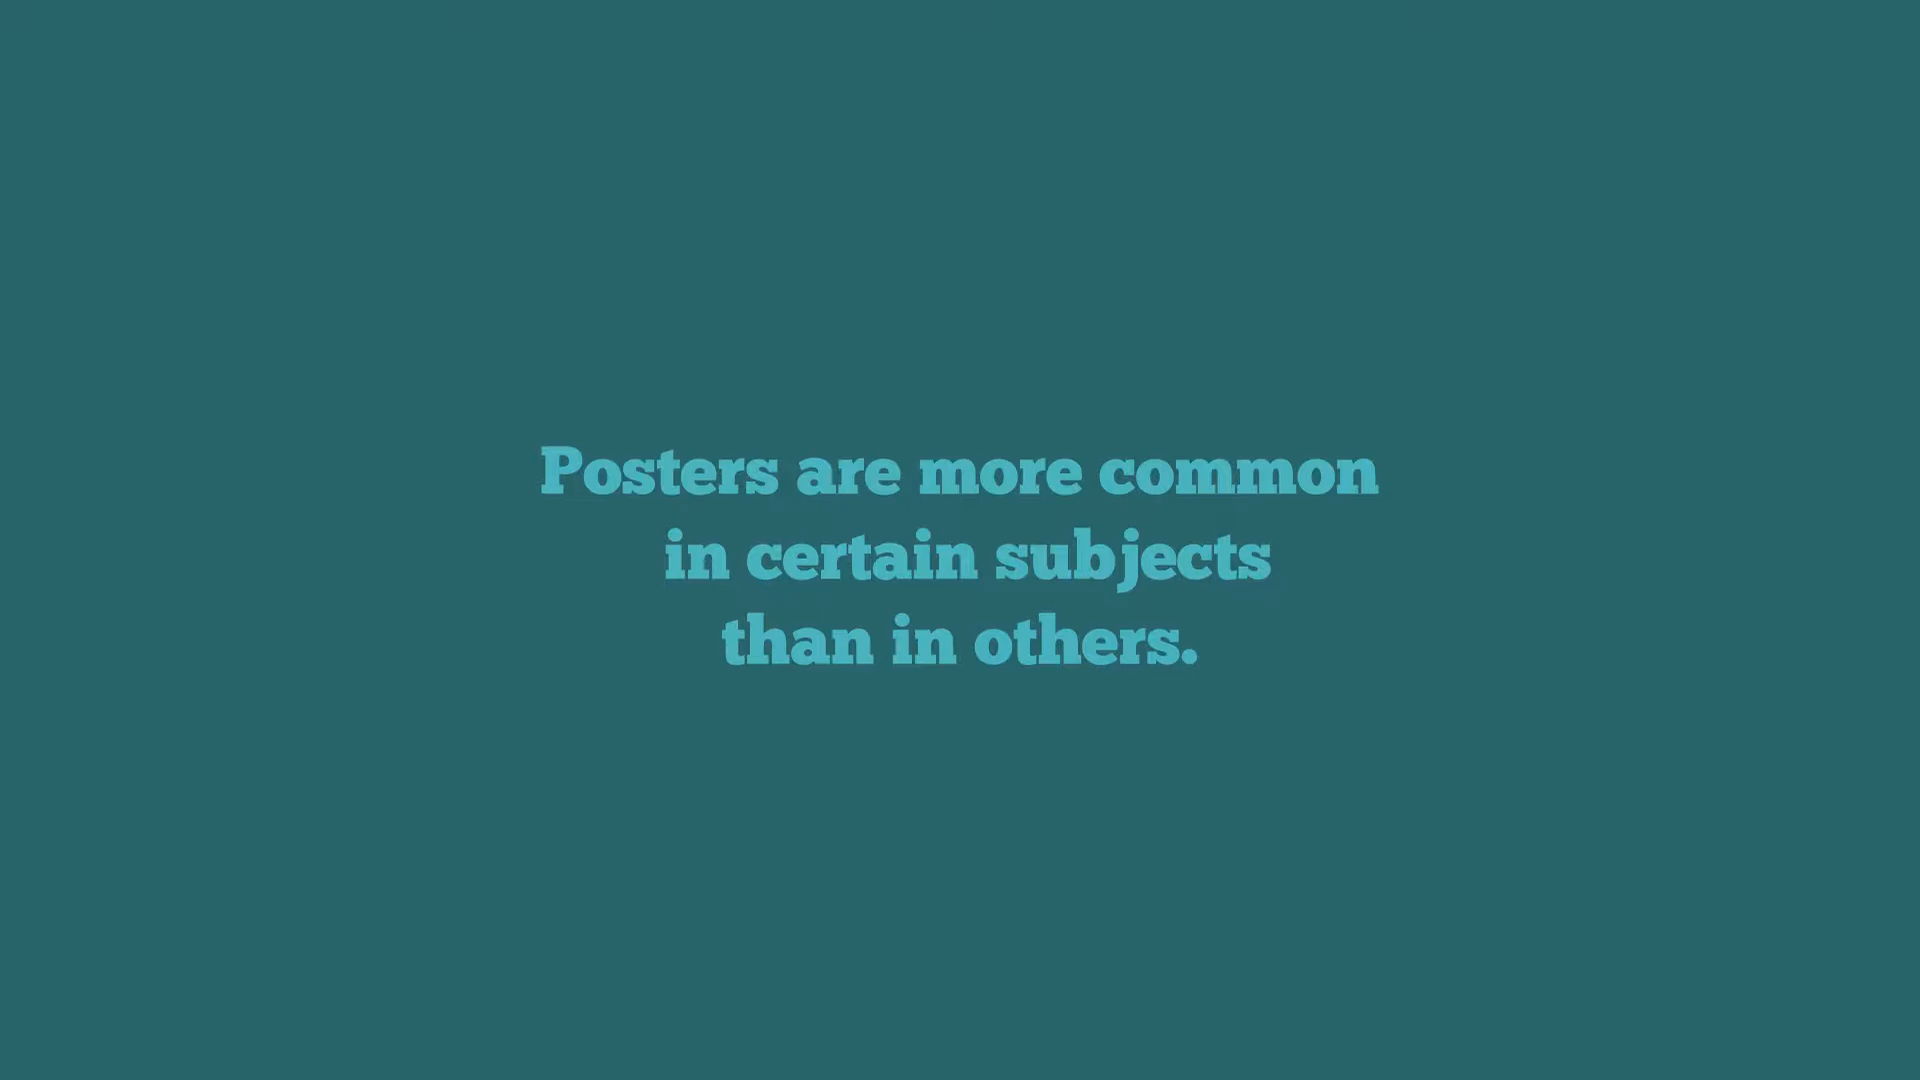 Posters are more common
in certain subjects
than in others.